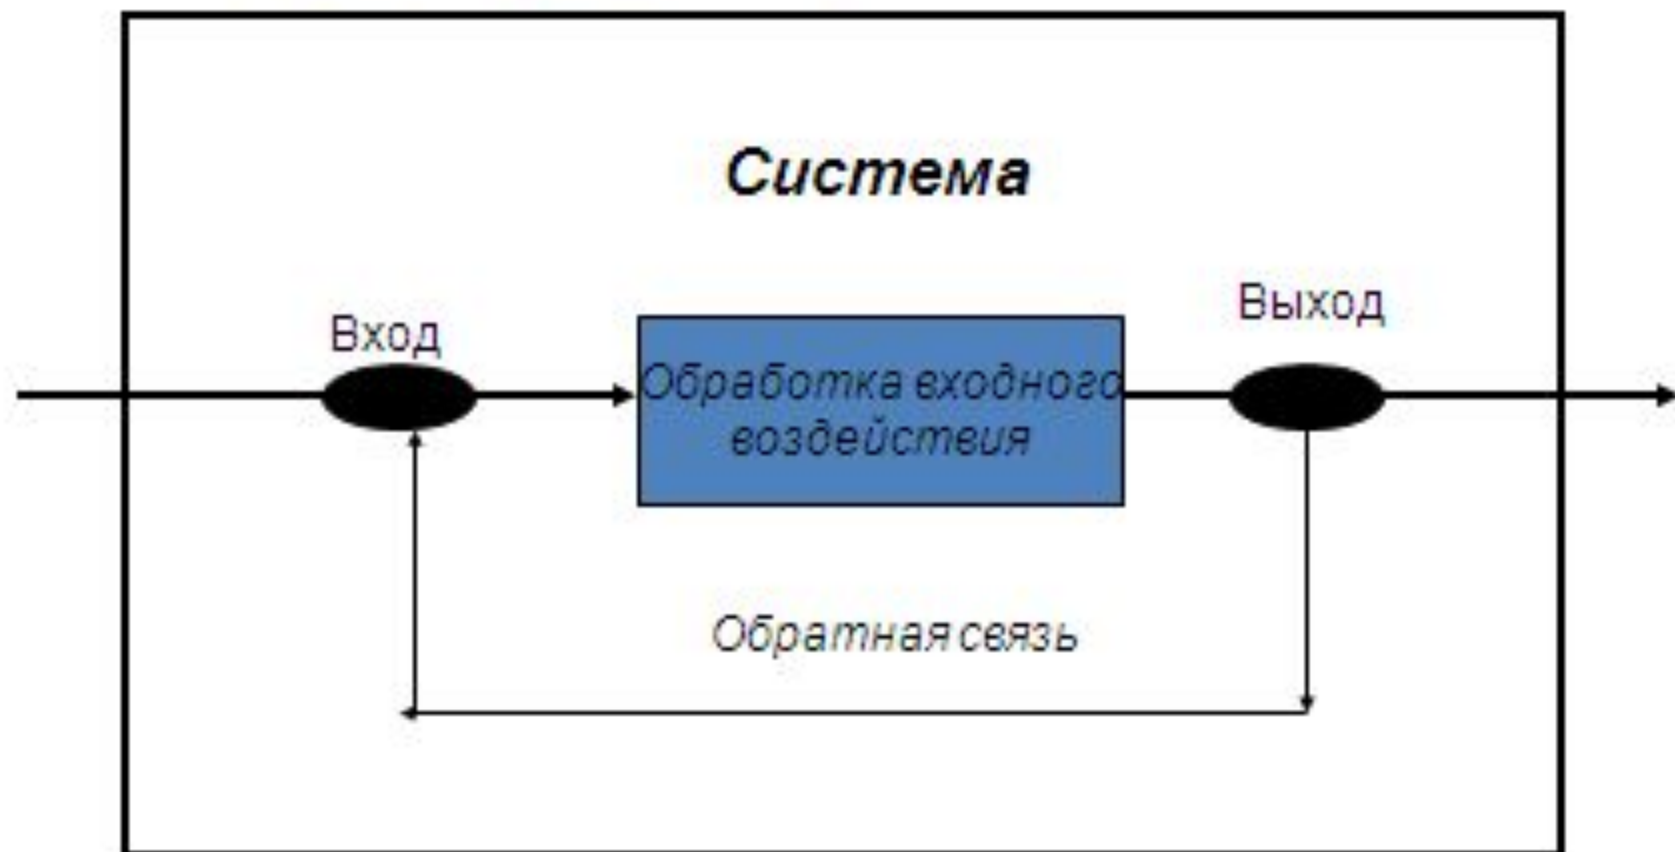 Система
Вход
Выход
Обработка входного
воздействия
Обратная связь